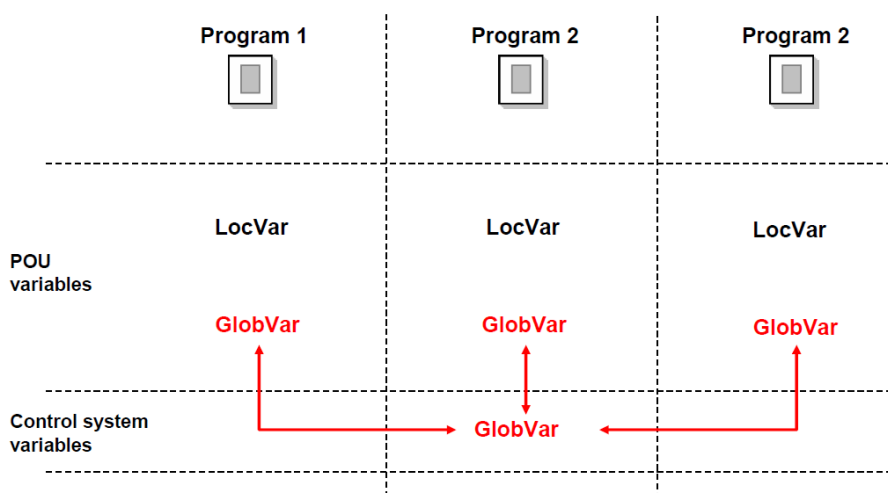 Program 1
Program 2
Program 2
LocVar
LocVar
LocVar
POU
variables
GlobVar
GlobVar
GlobVar
Control system
variables
GlobVar